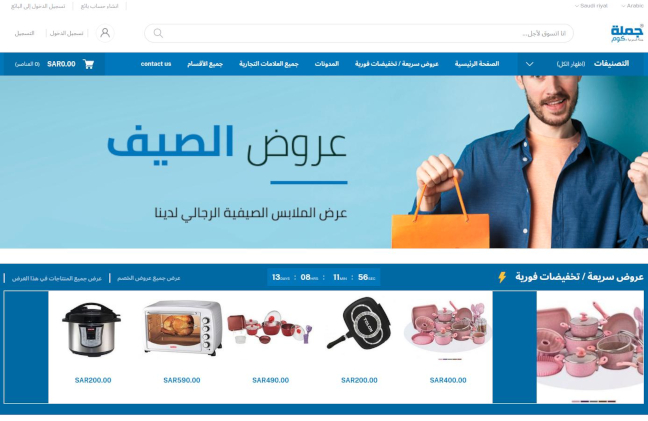 Arabic
Saudi riyal
انشاء حساب بائع
تسجيل الدخول إلى البائع
جملة
كوم
انا اتسوق لأجل...
تسجيل الدخول
التسجيل
التصنيفات (اظهار الكل)
الصفحة الرئيسية
عروض سريعة / تخفيضات فورية
المدونات
جميع العلامات التجارية
جميع الأقسام
contact us
SAR0.00
(0 العناصر)
عروض الصيف
عرض الملابس الصيفية الرجالي لدينا
عروض سريعة / تخفيضات فورية
13 DAYS : 08 HRS : 11 MIN : 56 SEC
عرض جميع عروض الخصم
عرض جميع المنتاجات في هذا العرض
SAR400.00
SAR200.00
SAR490.00
SAR590.00
SAR200.00